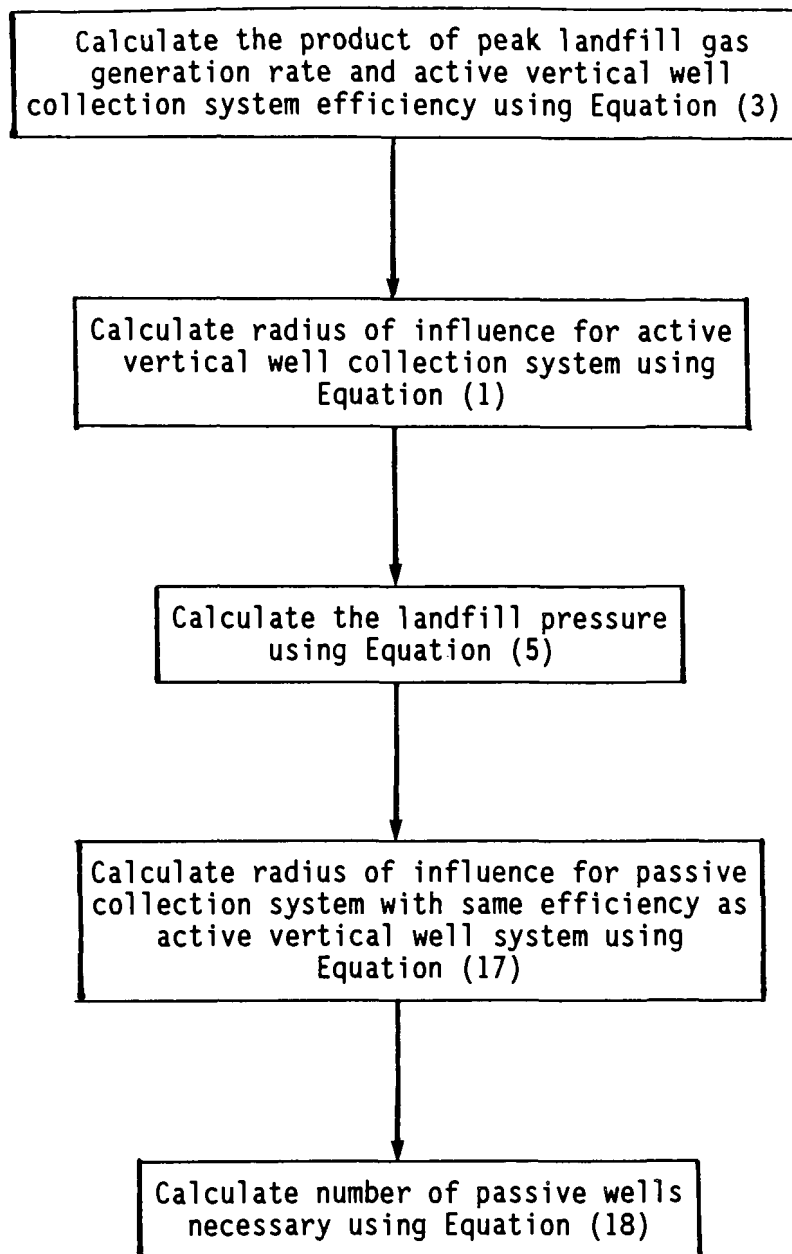 Calculate the product of peak landfill gas
generation rate and active vertical well
collection system efficiency using Equation (3)
Calculate radius of influence for active
vertical well collection system using
Equation (1)
Calculate the landfill pressure
using Equation (5)
Calculate radius of influence for passive
collection system with same efficiency as
active vertical well system using
Equation (17)
Calculate number of passive wells
necessary using Equation (18)